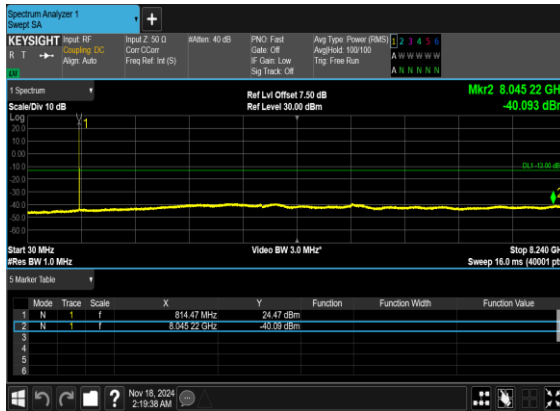 Spectrum Analyzer 1
Swept SA
KEYSIGHT Input: RF Input Z: 50 Ω #Atten: 40 dB PNO: Fast Avg Type: Power (RMS) 1 2 3 4 5 6
R T Coupling: DC Corr CCorr Gate: Off Avg|Hold: 100/100
Align: Auto Freq Ref: Int (S) IF Gain: Low Trig: Free Run A W W W W W
LXI Sig Track: Off A N N N N N
1 Spectrum Ref Lvl Offset 7.50 dB Mkr2 8.045 22 GHz
Scale/Div 10 dB Ref Level 30.00 dBm -40.093 dBm
Log
1
20.0
10.0
0.00
-10.0
DL1 -13.00 dBm
-20.0
-30.0
-40.0
-50.0
-60.0
Start 30 MHz Video BW 3.0 MHz* Stop 8.240 GHz
#Res BW 1.0 MHz Sweep 16.0 ms (40001 pts)
5 Marker Table
Mode Trace Scale X Y Function Function Width Function Value
1 N 1 f 814.47 MHz 24.47 dBm
2 N 1 f 8.045 22 GHz -40.09 dBm
3
4
5
6
? Nov 18, 2024
2:19:38 AM